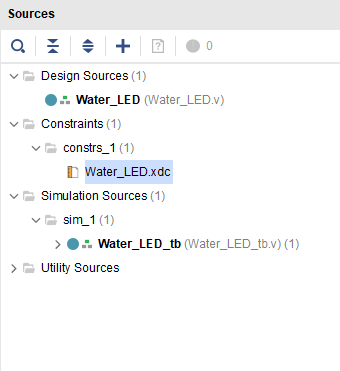 Sources
0
Design Sources (1)
Water_LED (Water_LED.v)
Constraints (1)
constrs_1 (1)
Water_LED.xdc
Simulation Sources (1)
sim_1 (1)
Water_LED_tb (Water_LED_tb.v) (1)
Utility Sources